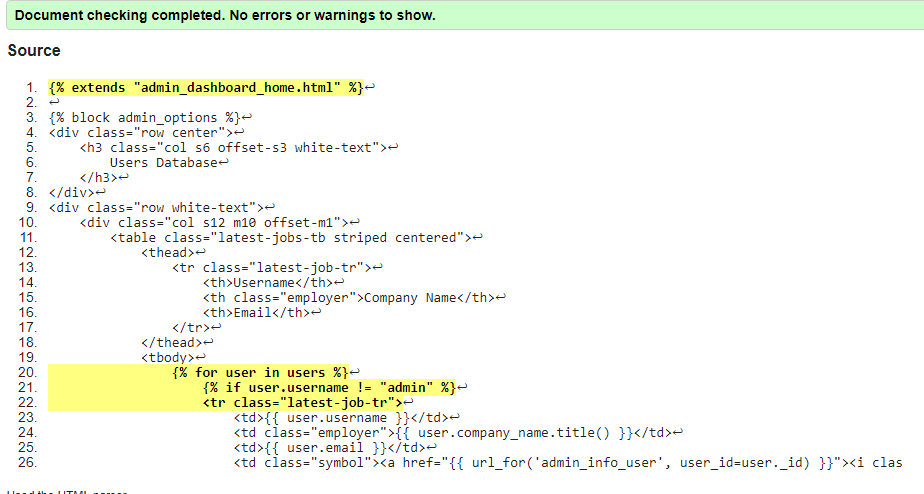 Document checking completed. No errors or warnings to show.
Source
1. {% extends "admin_dashboard_home.html" %}↩
2. ↩
3. {% block admin_options %}↩
4. <div class="row center">↩
5. <h3 class="col s6 offset-s3 white-text">↩
6. Users Database↩
7. </h3>↩
8. </div>↩
9. <div class="row white-text">↩
10. <div class="col s12 m10 offset-m1">↩
11. <table class="latest-jobs-tb striped centered">↩
12. <thead>↩
13. <tr class="latest-job-tr">↩
14. <th>Username</th>↩
15. <th class="employer">Company Name</th>↩
16. <th>Email</th>↩
17. </tr>↩
18. </thead>↩
19. <tbody>↩
20. {% for user in users %}↩
21. {% if user.username != "admin" %}↩
22. <tr class="latest-job-tr">↩
23. <td>{{ user.username }}</td>↩
24. <td class="employer">{{ user.company_name.title() }}</td>↩
25. <td>{{ user.email }}</td>↩
26. <td class="symbol"><a href="{{ url_for('admin_info_user', user_id=user._id) }}"><i clas